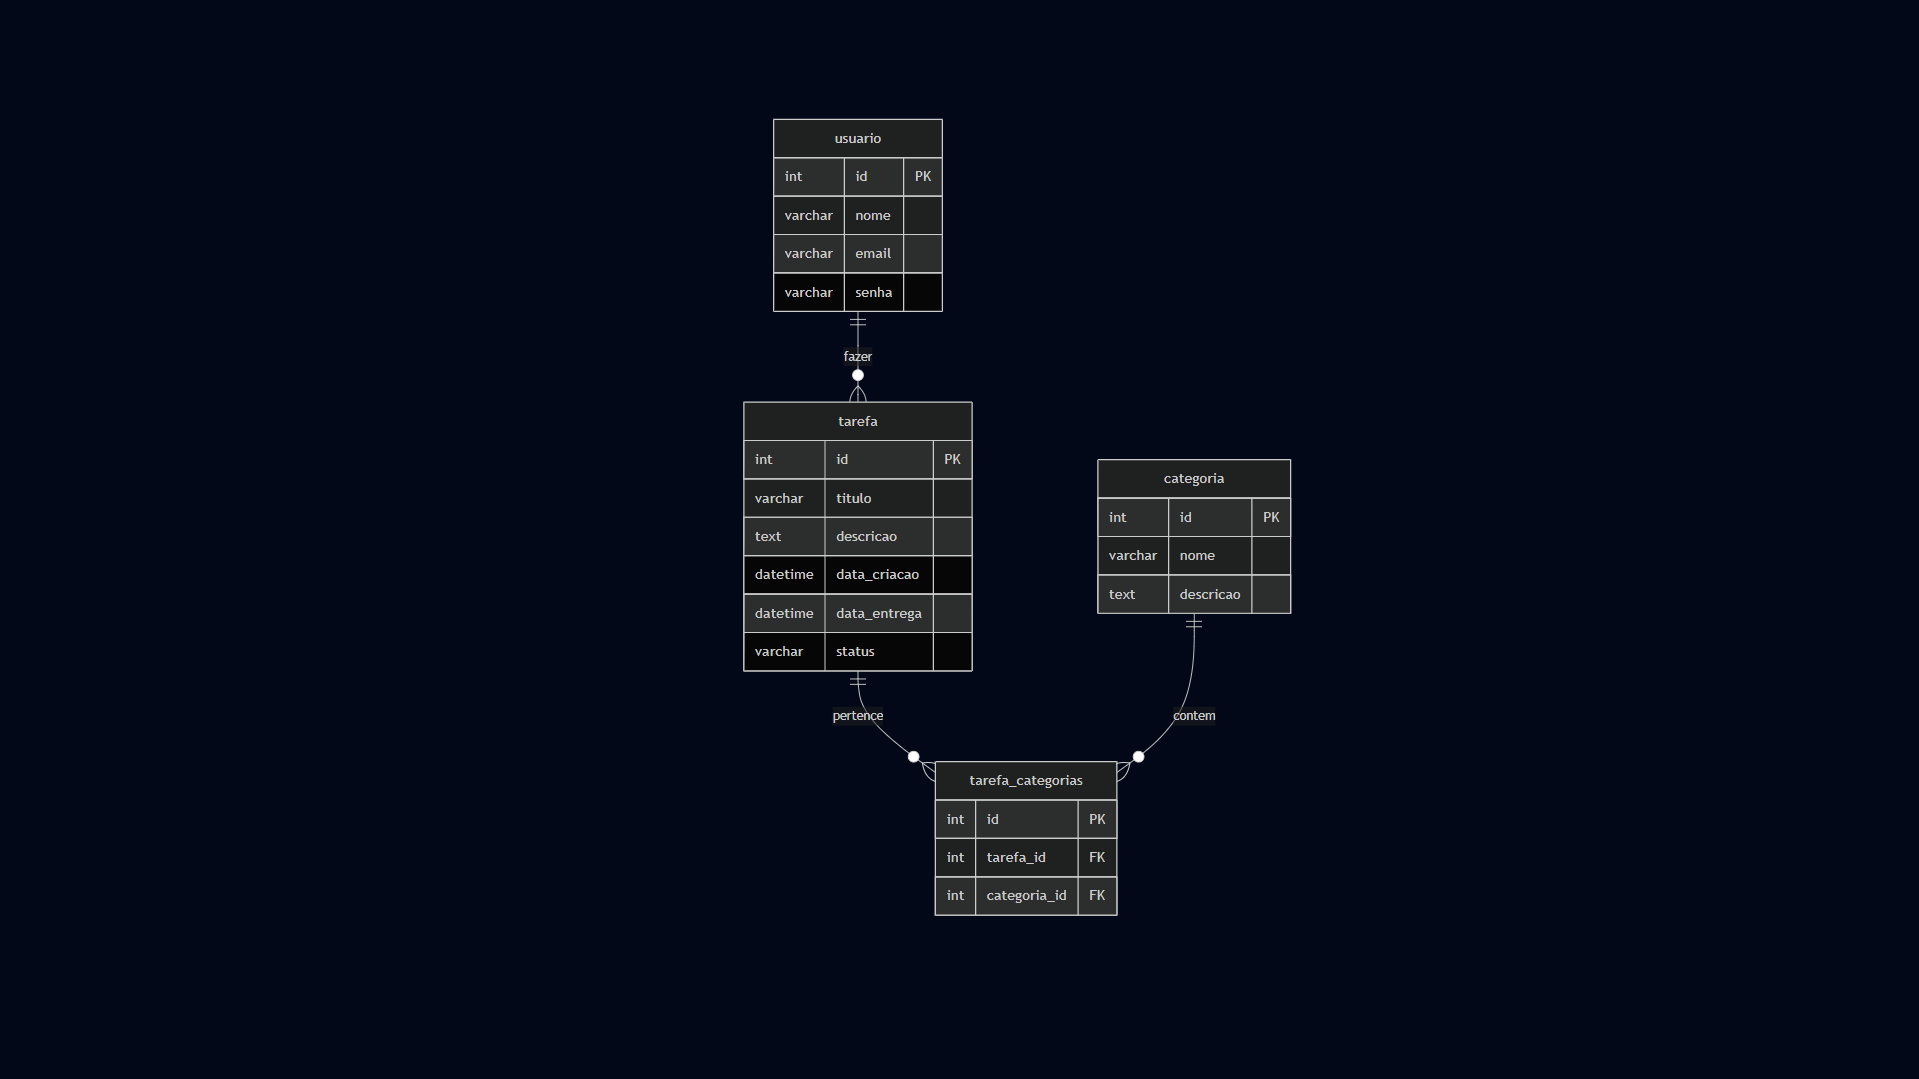 usuario
int id PK
varchar nome
varchar email
varchar senha
fazer
tarefa
int id PK
varchar titulo
text descricao
datetime data_criacao
datetime data_entrega
varchar status
categoria
int id PK
varchar nome
text descricao
pertence
contem
tarefa_categorias
int id PK
int tarefa_id FK
int categoria_id FK